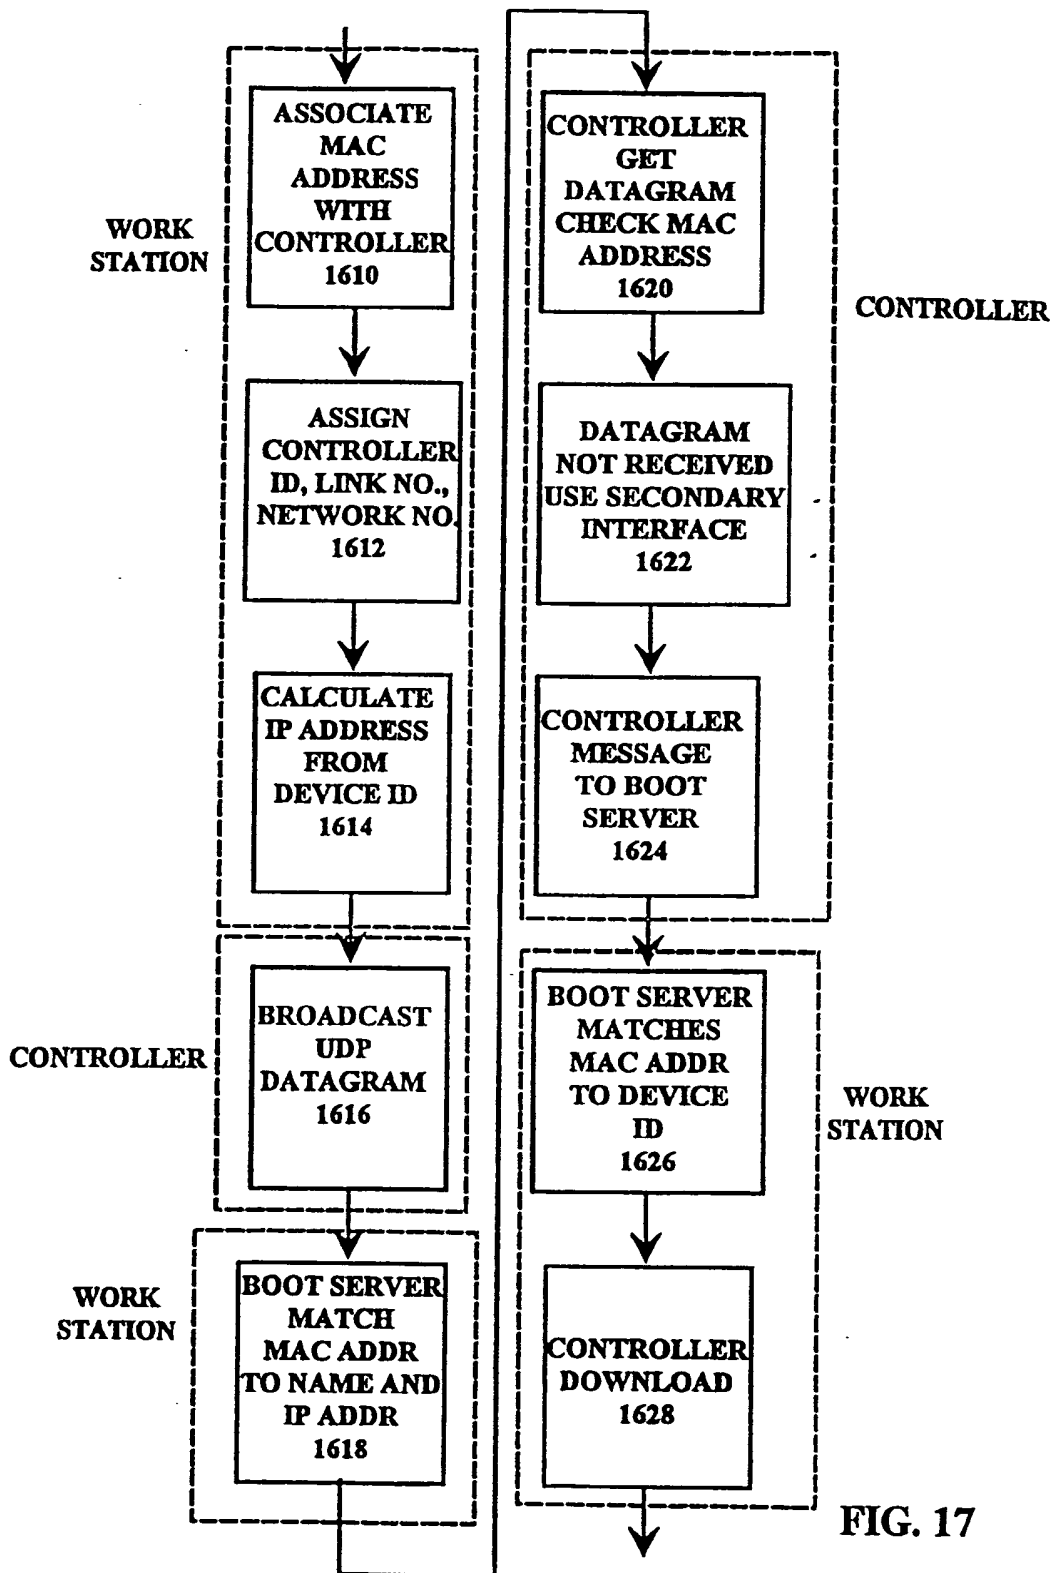 WORK
STATION
ASSOCIATE
MAC
ADDRESS
WITH
CONTROLLER
1610
ASSIGN
CONTROLLER
ID, LINK NO.,
NETWORK NO.
1612
CALCULATE
IP ADDRESS
FROM
DEVICE ID
1614
CONTROLLER
BROADCAST
UDP
DATAGRAM
1616
WORK
STATION
BOOT SERVER
MATCH
MAC ADDR
TO NAME AND
IP ADDR
1618
CONTROLLER
GET
DATAGRAM
CHECK MAC
ADDRESS
1620
CONTROLLER
DATAGRAM
NOT RECEIVED
USE SECONDARY
INTERFACE
1622
CONTROLLER
MESSAGE
TO BOOT
SERVER
1624
BOOT SERVER
MATCHES
MAC ADDR
TO DEVICE
ID
1626
WORK
STATION
CONTROLLER
DOWNLOAD
1628
FIG. 17